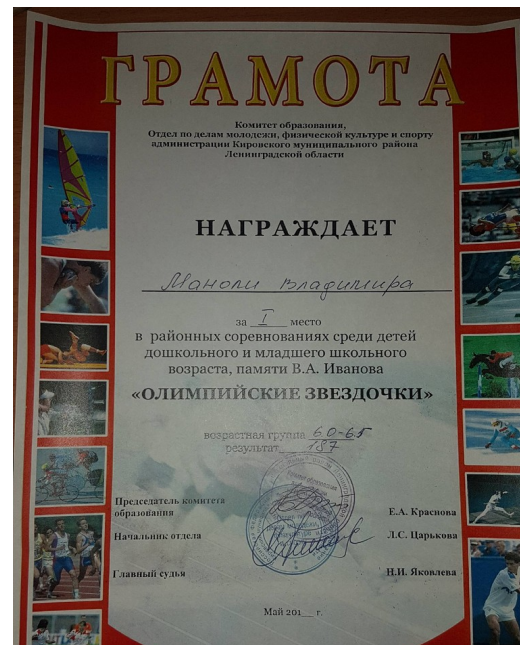 ГРАМОТА
Комитет образования,
Отдел по делам молодежи, физической культуре и спорту
администрации Кировского муниципального района
Ленинградской области
НАГРАЖДАЕТ
Маноли Владимира
за I место
в районных соревнованиях среди детей
дошкольного и младшего школьного
возраста, памяти В.А. Иванова
«ОЛИМПИЙСКИЕ ЗВЕЗДОЧКИ»
возрастная группа 6.0-6.5
результат 187
Председатель комитета
образования Е.А. Краснова
Начальник отдела Л.С. Царькова
Главный судья Н.И. Яковлева
Май 201__ г.